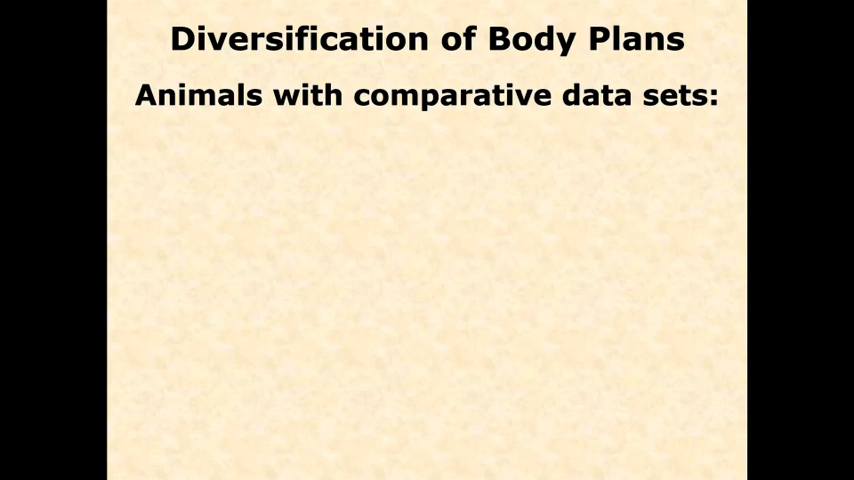 Diversification of Body Plans
Animals with comparative data sets: